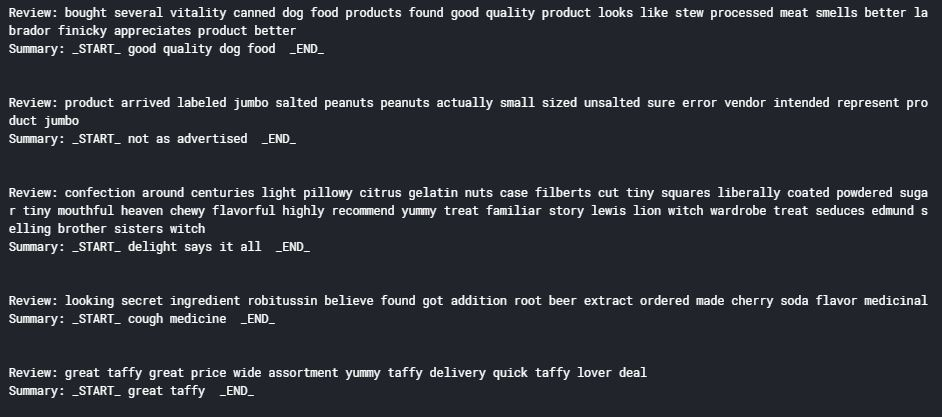 Review: bought several vitality canned dog food products found good quality product looks like stew processed meat smells better la
brador finicky appreciates product better
Summary: _START_ good quality dog food  _END_
Review: product arrived labeled jumbo salted peanuts peanuts actually small sized unsalted sure error vendor intended represent pro
duct jumbo
Summary: _START_ not as advertised  _END_
Review: confection around centuries light pillowy citrus gelatin nuts case filberts cut tiny squares liberally coated powdered suga
r tiny mouthful heaven chewy flavorful highly recommend yummy treat familiar story lewis lion witch wardrobe treat seduces edmund s
elling brother sisters witch
Summary: _START_ delight says it all  _END_
Review: looking secret ingredient robitussin believe found got addition root beer extract ordered made cherry soda flavor medicinal
Summary: _START_ cough medicine  _END_
Review: great taffy great price wide assortment yummy taffy delivery quick taffy lover deal
Summary: _START_ great taffy  _END_